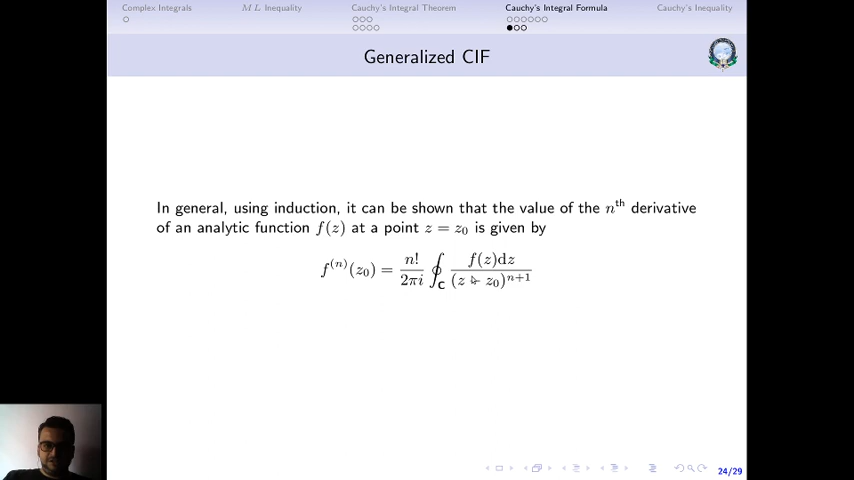 Complex Integrals ML Inequality Cauchy's Integral Theorem Cauchy's Integral Formula Cauchy's Inequality
Generalized CIF
In general, using induction, it can be shown that the value of the nth derivative
of an analytic function f(z) at a point z = z₀ is given by
f⁽ⁿ⁾(z₀) = n!/2πi ∮_C f(z)dz/(z − z₀)ⁿ⁺¹
24/29